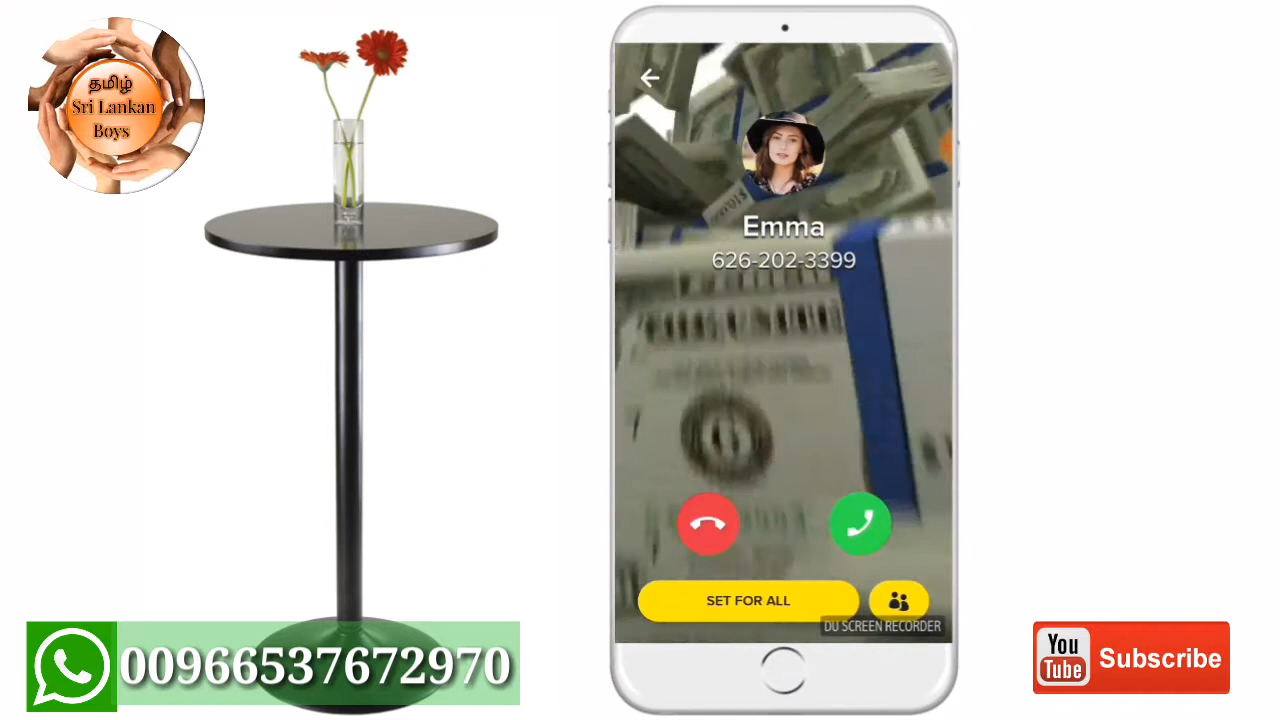 தமிழ்
Sri Lankan
Boys
Emma
626-202-3399
SET FOR ALL
DU SCREEN RECORDER
00966537672970
You
Tube
Subscribe